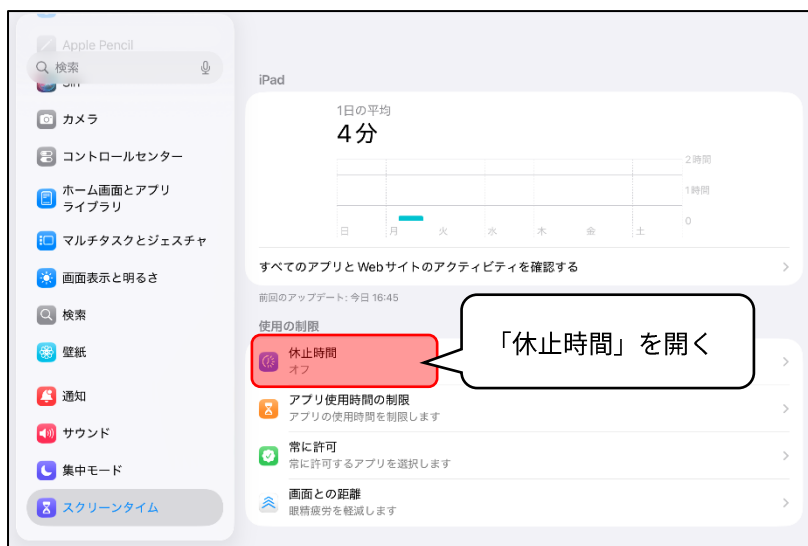 Apple Pencil
検索
Siri
カメラ
コントロールセンター
ホーム画面とアプリ
ライブラリ
マルチタスクとジェスチャ
画面表示と明るさ
検索
壁紙
通知
サウンド
集中モード
スクリーンタイム
iPad
1日の平均
4分
2時間
1時間
0
日 月 火 水 木 金 土
すべてのアプリとWebサイトのアクティビティを確認する
前回のアップデート: 今日 16:45
使用の制限
休止時間
オフ
「休止時間」を開く
アプリ使用時間の制限
アプリの使用時間を制限します
常に許可
常に許可するアプリを選択します
画面との距離
眼精疲労を軽減します